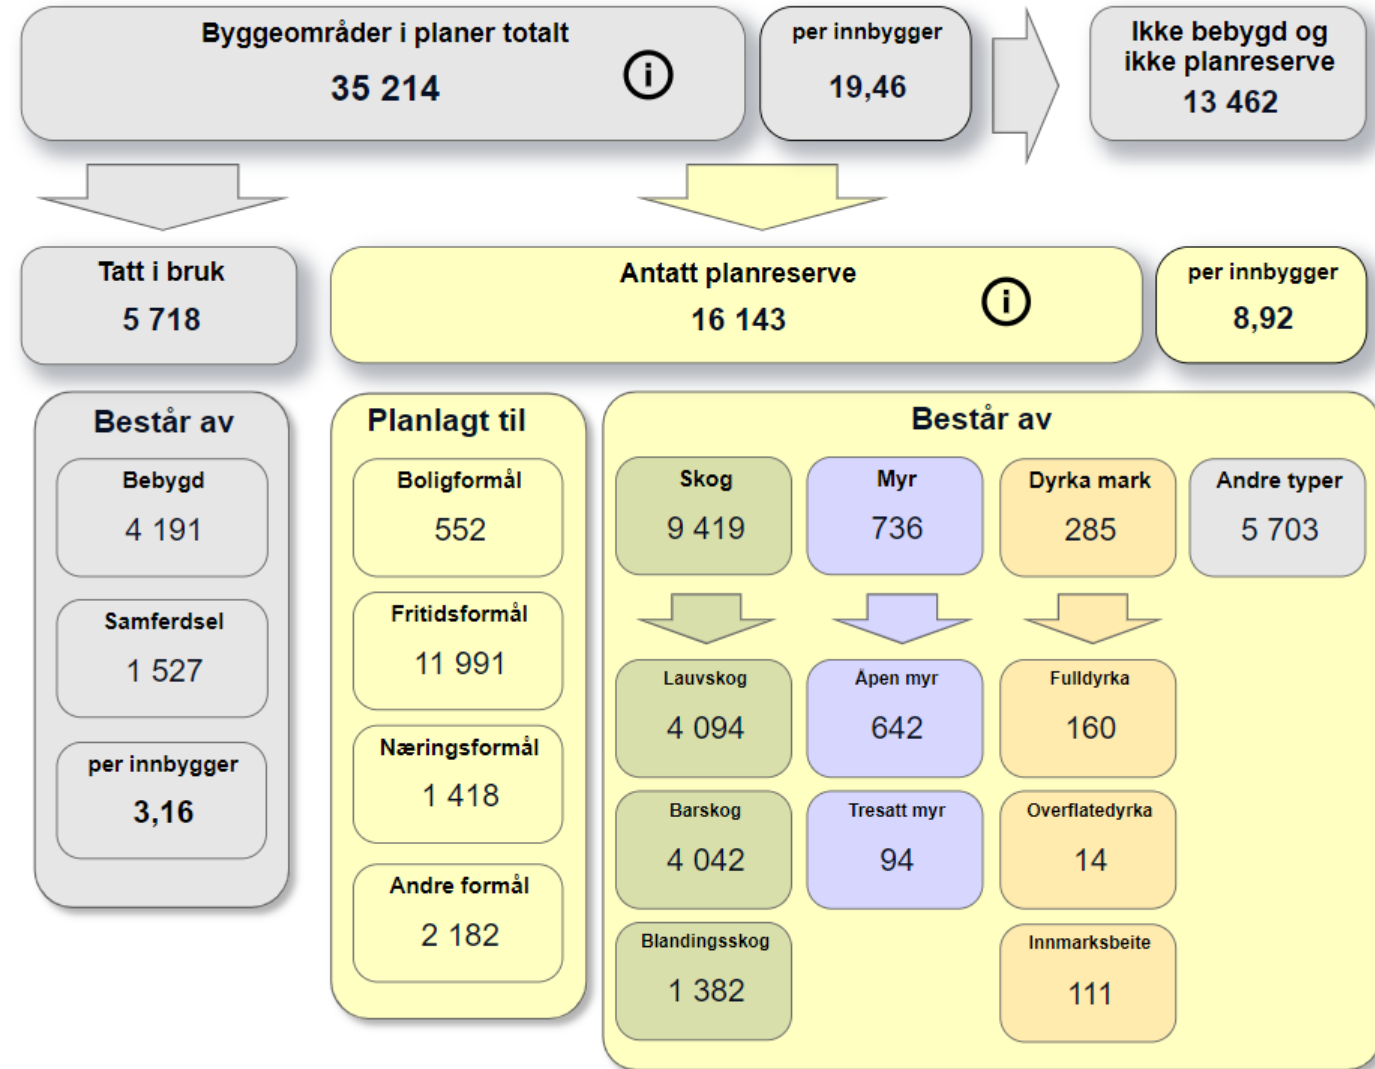 Byggeområder i planer totalt
35 214
i
per innbygger
19,46
Ikke bebygd og
ikke planreserve
13 462
Tatt i bruk
5 718
Antatt planreserve
16 143
i
per innbygger
8,92
Består av
Bebygd
4 191
Samferdsel
1 527
per innbygger
3,16
Planlagt til
Boligformål
552
Fritidsformål
11 991
Næringsformål
1 418
Andre formål
2 182
Består av
Skog
9 419
Myr
736
Dyrka mark
285
Andre typer
5 703
Lauvskog
4 094
Åpen myr
642
Fulldyrka
160
Barskog
4 042
Tresatt myr
94
Overflatedyrka
14
Blandingsskog
1 382
Innmarksbeite
111